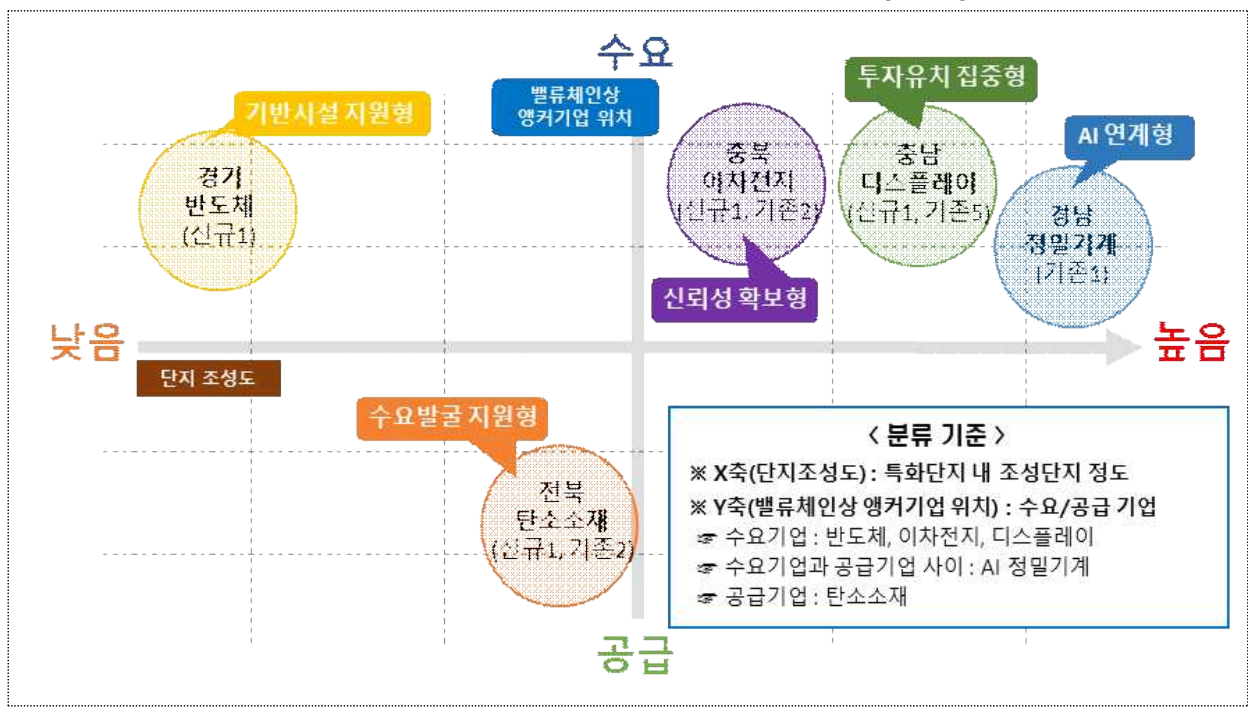 수요
밸류체인상
앵커기업 위치
기반시설 지원형
경기
반도체
(신규1)
충북
이차전지
(신규1, 기존2)
신뢰성 확보형
투자유치 집중형
충남
디스플레이
(신규1, 기존5)
AI 연계형
경남
정밀기계
(기존1)
낮음
높음
단지 조성도
수요발굴 지원형
전북
탄소소재
(신규1, 기존2)
< 분류 기준 >
※ X축(단지조성도) : 특화단지 내 조성단지 정도
※ Y축(밸류체인상 앵커기업 위치) : 수요/공급 기업
☞ 수요기업 : 반도체, 이차전지, 디스플레이
☞ 수요기업과 공급기업 사이 : AI 정밀기계
☞ 공급기업 : 탄소소재
공급